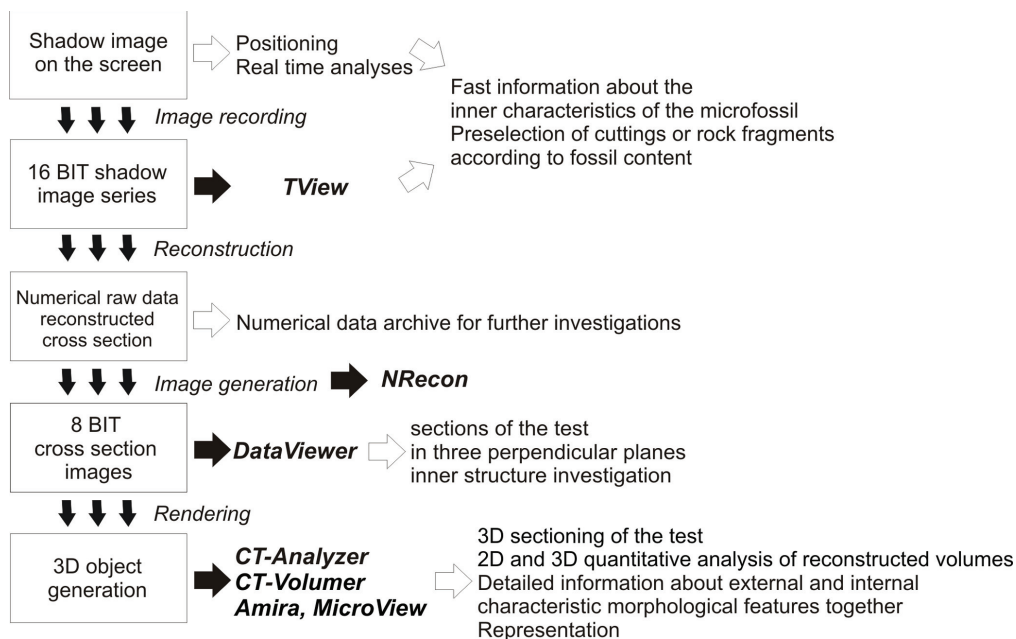 Shadow image
on the screen
Positioning
Real time analyses
Fast information about the
inner characteristics of the microfossil
Preselection of cuttings or rock fragments
according to fossil content
Image recording
16 BIT shadow
image series
TView
Reconstruction
Numerical raw data
reconstructed
cross section
Numerical data archive for further investigations
Image generation
NRecon
8 BIT
cross section
images
DataViewer
sections of the test
in three perpendicular planes
inner structure investigation
Rendering
3D object
generation
CT-Analyzer
CT-Volumer
Amira, MicroView
3D sectioning of the test
2D and 3D quantitative analysis of reconstructed volumes
Detailed information about external and internal
characteristic morphological features together
Representation